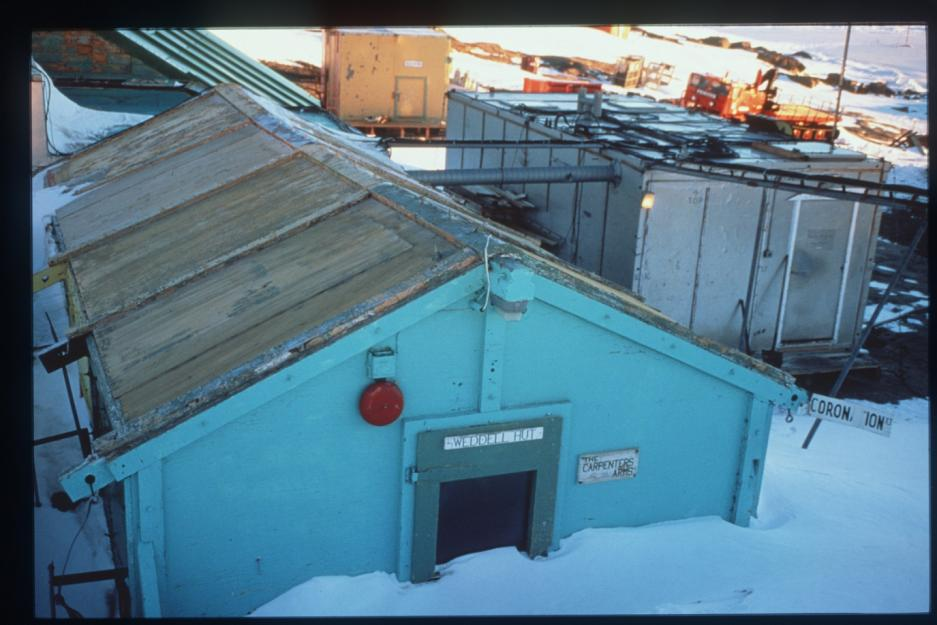 WEDDELL HUT
THE
CARPENTERS
ARMS
CORON, ION